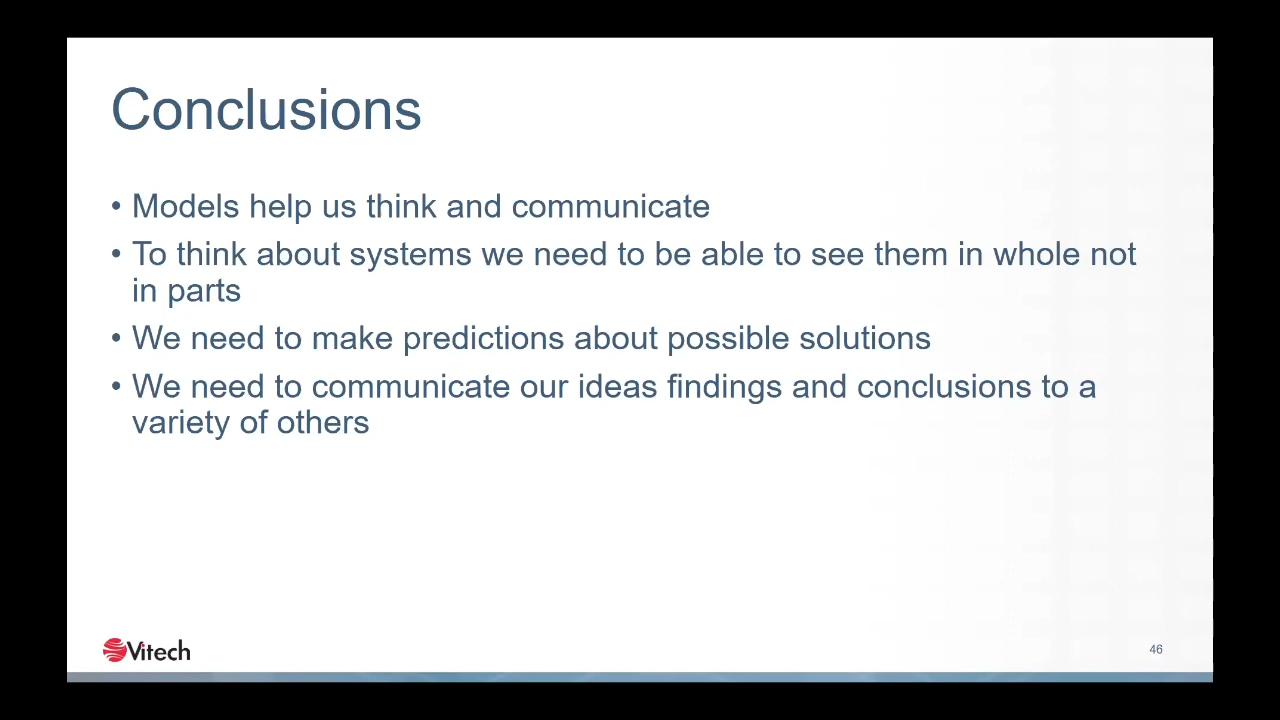 Conclusions
• Models help us think and communicate
• To think about systems we need to be able to see them in whole not
in parts
• We need to make predictions about possible solutions
• We need to communicate our ideas findings and conclusions to a
variety of others
Vitech
46